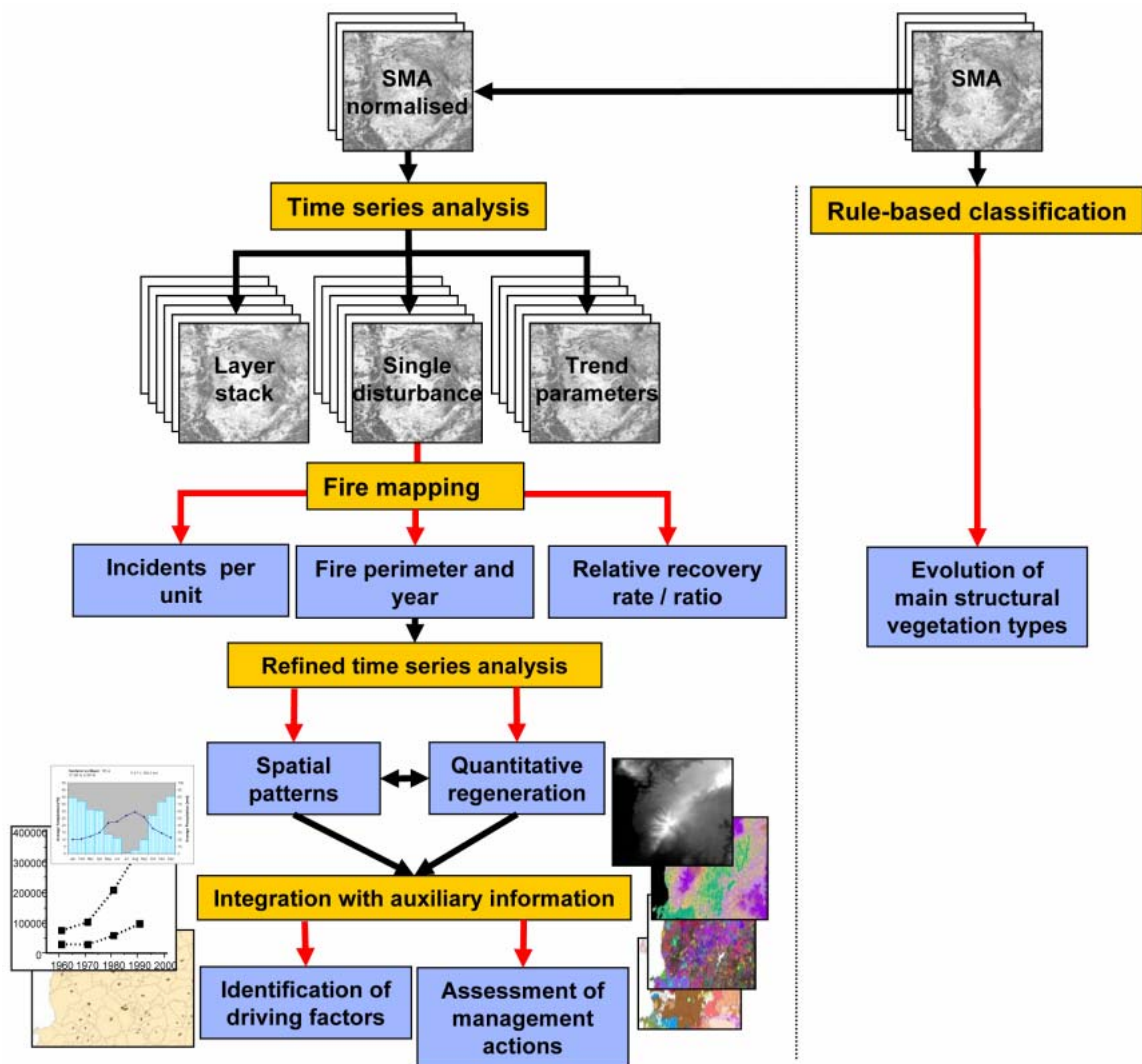 SMA
normalised
SMA
Time series analysis
Rule-based classification
Layer
stack
Single
disturbance
Trend
parameters
Fire mapping
Incidents per
unit
Fire perimeter and
year
Relative recovery
rate / ratio
Evolution of
main structural
vegetation types
Refined time series analysis
Spatial
patterns
Quantitative
regeneration
400000
300000
200000
100000
0
1960 1970 1980 1990 2000
Integration with auxiliary information
Identification of
driving factors
Assessment of
management
actions